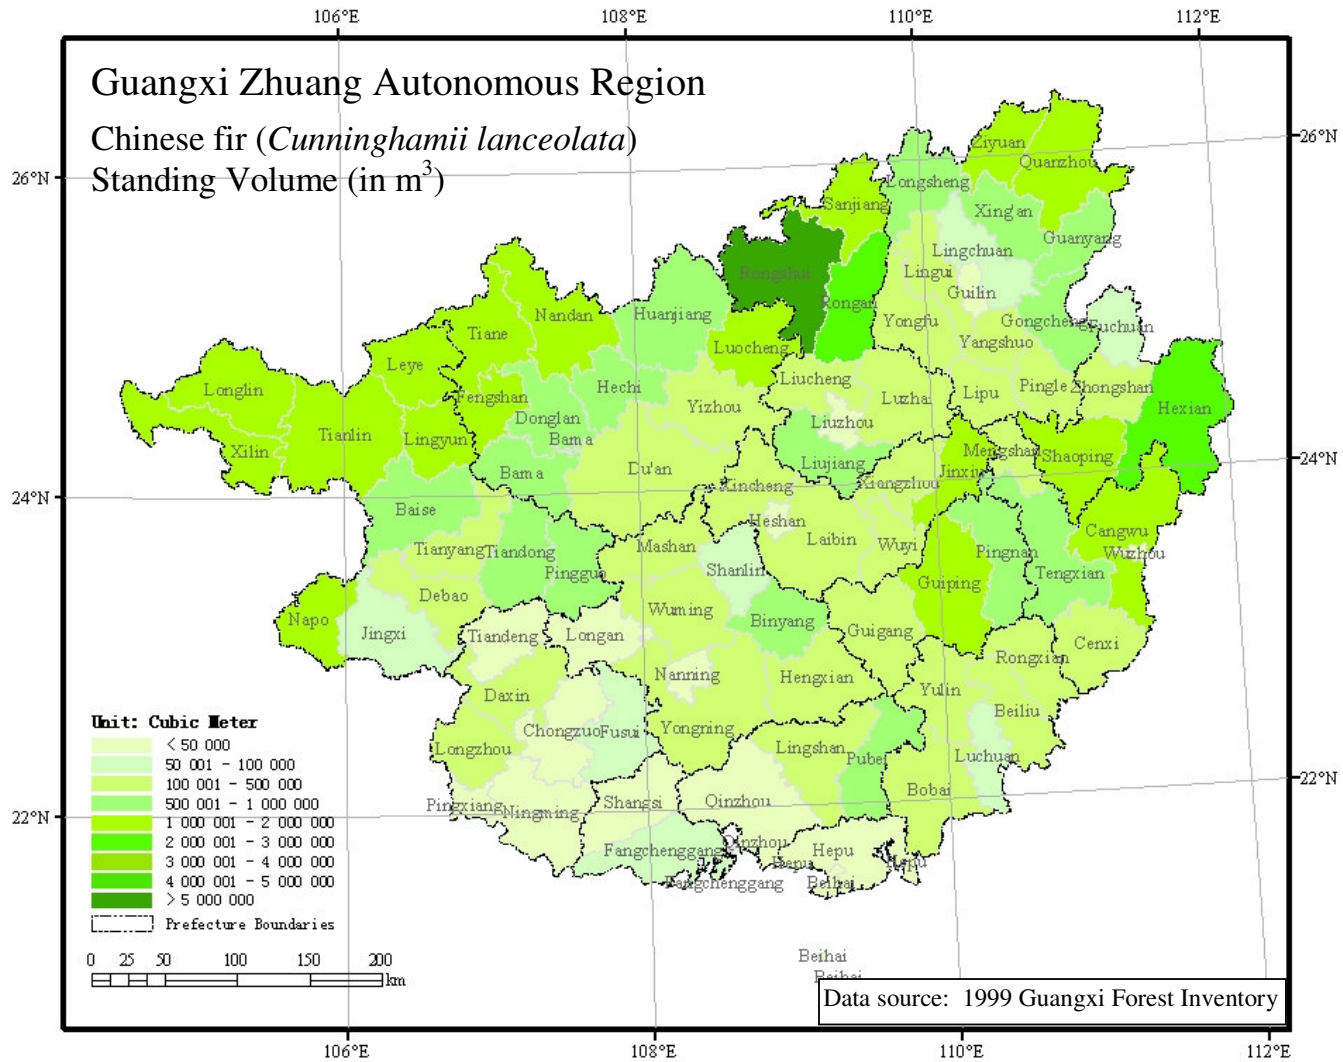 106°E 108°E 110°E 112°E
Guangxi Zhuang Autonomous Region
Chinese fir (Cunninghamii lanceolata)
Standing Volume (in m³)
26°N
26°N
Ziyuan
Quanzhou
Longsheng
Sanjiang
Xing'an
Guanyang
Lingchuan
Rongshui
Lingui
Guilin
Rongan
Huanjiang
Nandan
Yongfu
Gongcheng
Fuchuan
Tiane
Yangshuo
Luocheng
Leye
Liucheng
Hechi
Longlin
Fengshan
Luzhai
Lipu
Pingle
Zhongshan
Yizhou
Hexian
Donglan
Liuzhou
Tianlin
Lingyun
Bama
Xilin
Mengshan
Shaoping
24°N
Du'an
Liujiang
Jinxiu
Bama
Xincheng
Xiangzhou
24°N
Baise
Heshan
Cangwu
Laibin
Wuyi
Mashan
Tianyang
Tiandong
Pingnan
Wuzhou
Shanlin
Pingguo
Tengxian
Guiping
Debao
Wuming
Napo
Binyang
Jingxi
Tiandeng
Longan
Guigang
Cenxi
Rongxian
Nanning
Hengxian
Yulin
Daxin
Beiliu
Unit: Cubic Meter
Chongzuo
Fusui
Yongning
Longzhou
Lingshan
Pubei
Luchuan
< 50 000
50 001 - 100 000
100 001 - 500 000
500 001 - 1 000 000
1 000 001 - 2 000 000
2 000 001 - 3 000 000
3 000 001 - 4 000 000
4 000 001 - 5 000 000
> 5 000 000
Prefecture Boundaries
22°N
Bobai
Pingxiang
Ningming
Shangsi
Qinzhou
22°N
Qinzhou
Fangchenggang
Hepu
Hepu
Hepu
Fangchenggang
Beihai
0 25 50 100 150 200
km
Beihai
Beihai
Data source: 1999 Guangxi Forest Inventory
106°E 108°E 110°E 112°E